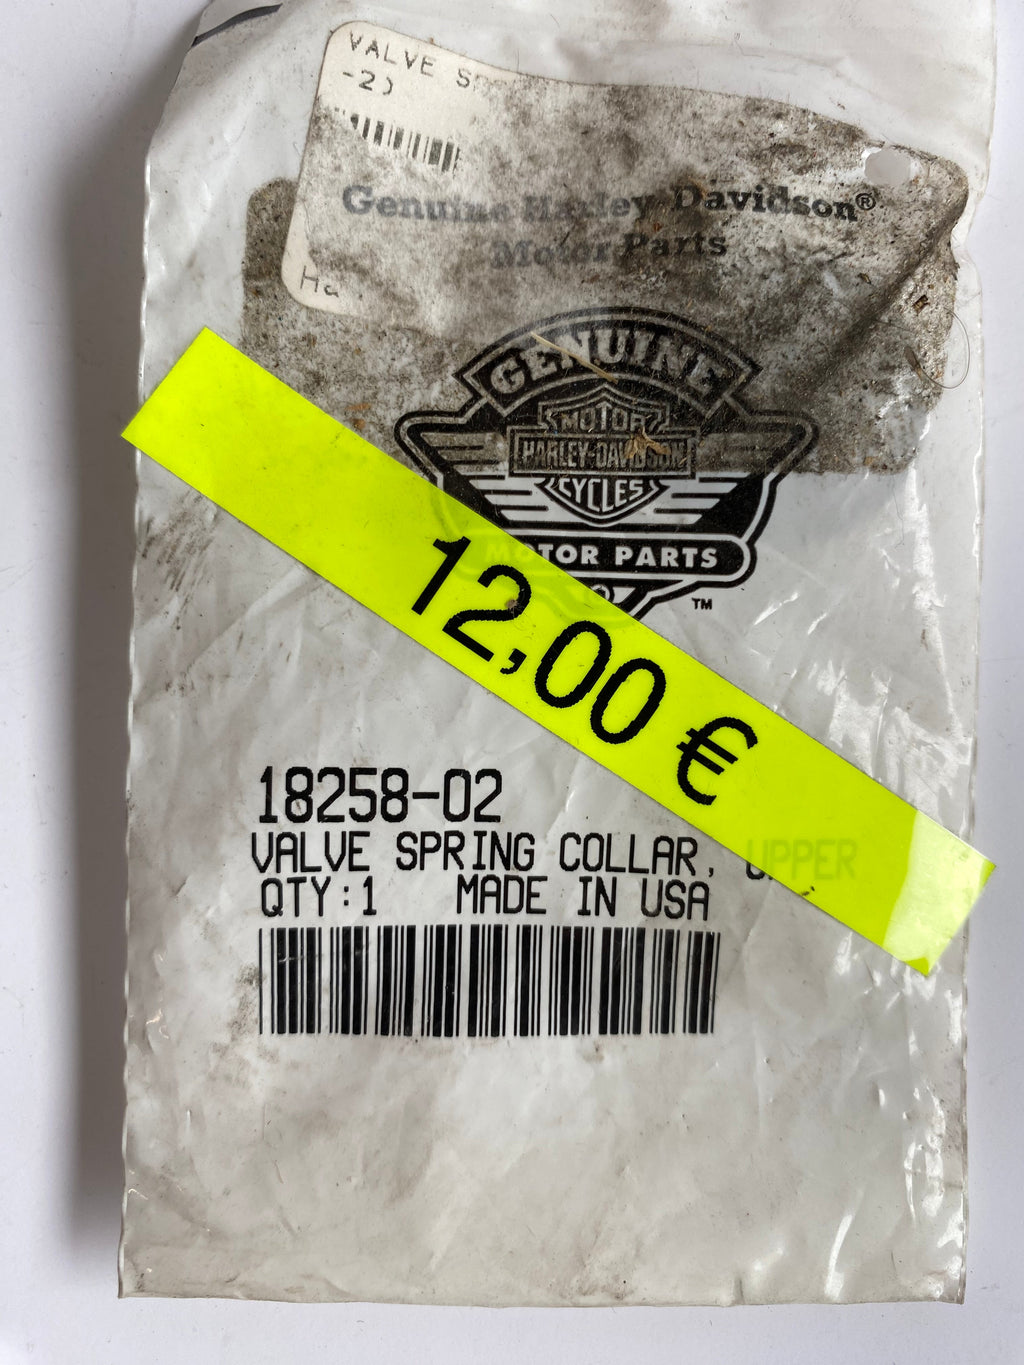 VALVE
-2)
Genuine Harley-Davidson®
Motor Parts
Ha
GENUINE
MOTOR
HARLEY-DAVIDSON
CYCLES
MOTOR PARTS
™
12,00 €
18258-02
VALVE SPRING COLLAR, UPPER
QTY:1 MADE IN USA